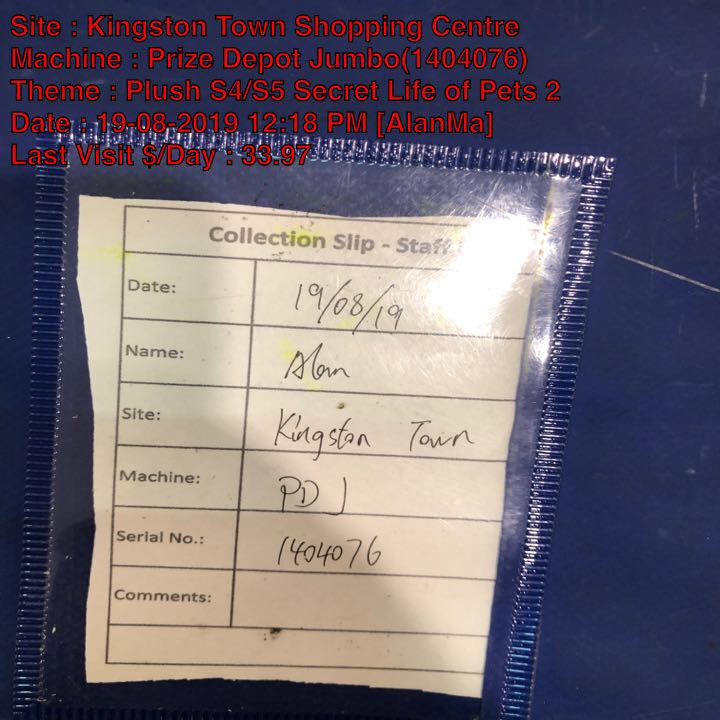 Site : Kingston Town Shopping Centre
Machine : Prize Depot Jumbo(1404076)
Theme : Plush S4/S5 Secret Life of Pets 2
Date : 19-08-2019 12:18 PM [AlanMa]
Last Visit $/Day : 33.97
Collection Slip - Staff
Date: 19/08/19
Name: Alan
Site: Kingston Town
Machine: PDJ
Serial No.: 1404076
Comments: